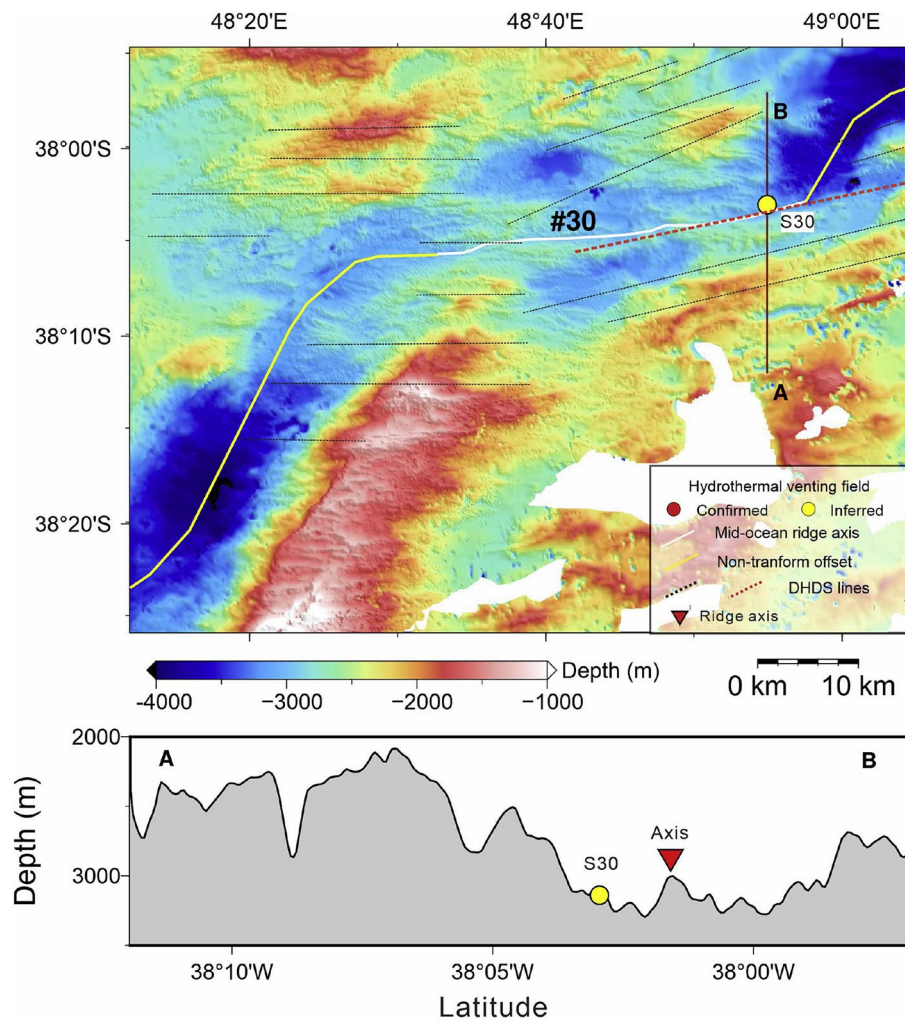 48°20'E 48°40'E 49°00'E
38°00'S
38°10'S
38°20'S
B
#30
S30
A
Hydrothermal venting field
Confirmed Inferred
Mid-ocean ridge axis
Non-tranform offset
DHDS lines
Ridge axis
Depth (m)
-4000 -3000 -2000 -1000
0 km 10 km
2000
3000
Depth (m)
A B
S30
Axis
38°10'W 38°05'W 38°00'W
Latitude